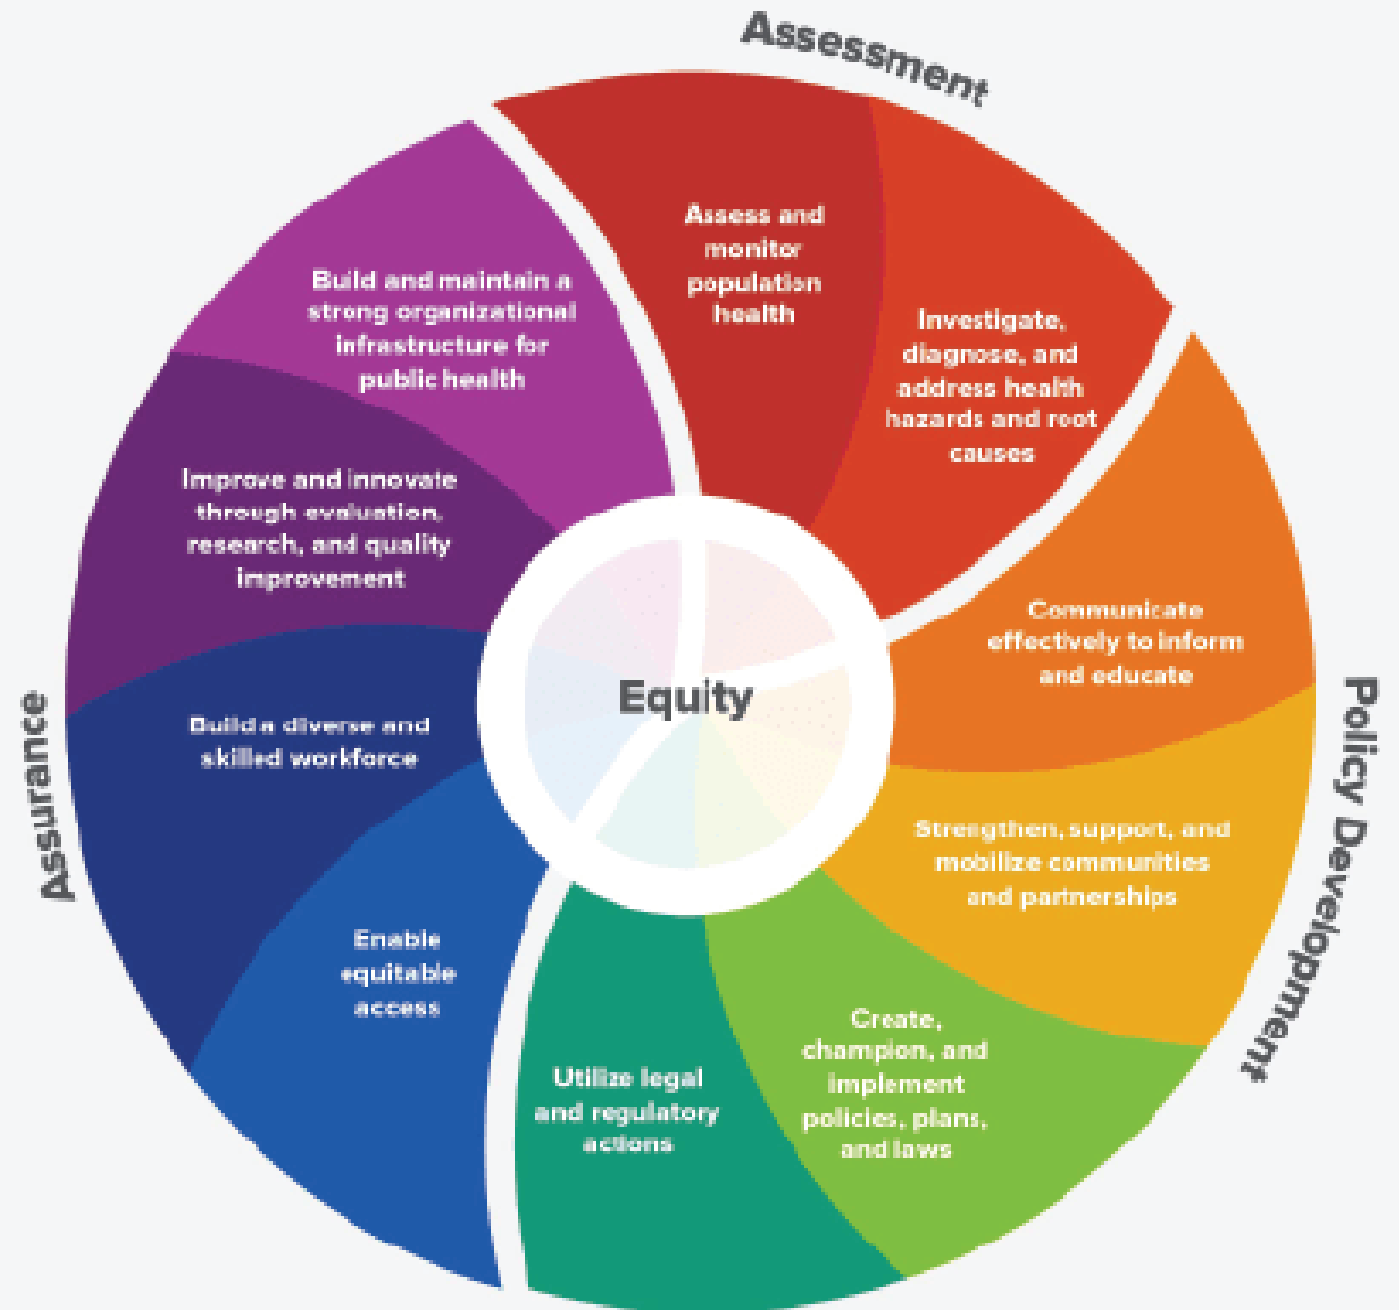 Assessment
Assess and
monitor
population
health
Investigate,
diagnose, and
address health
hazards and root
causes
Policy Development
Communicate
effectively to inform
and educate
Strengthen, support, and
mobilize communities
and partnerships
Create,
champion, and
implement
policies, plans,
and laws
Utilize legal
and regulatory
actions
Assurance
Enable
equitable
access
Build a diverse and
skilled workforce
Improve and innovate
through evaluation,
research, and quality
improvement
Build and maintain a
strong organizational
infrastructure for
public health
Equity